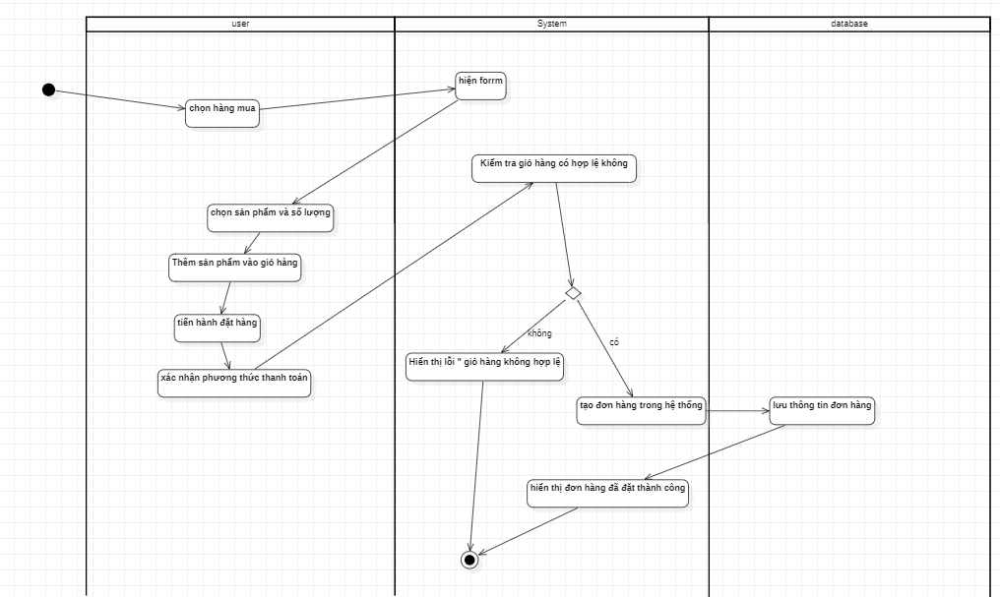 user
System
database
hiện forrm
chọn hàng mua
Kiểm tra giỏ hàng có hợp lệ không
chọn sản phẩm và số lượng
Thêm sản phẩm vào giỏ hàng
tiến hành đặt hàng
không
có
Hiển thị lỗi " giỏ hàng không hợp lệ
xác nhận phương thức thanh toán
tạo đơn hàng trong hệ thống
lưu thông tin đơn hàng
hiển thị đơn hàng đã đặt thành công